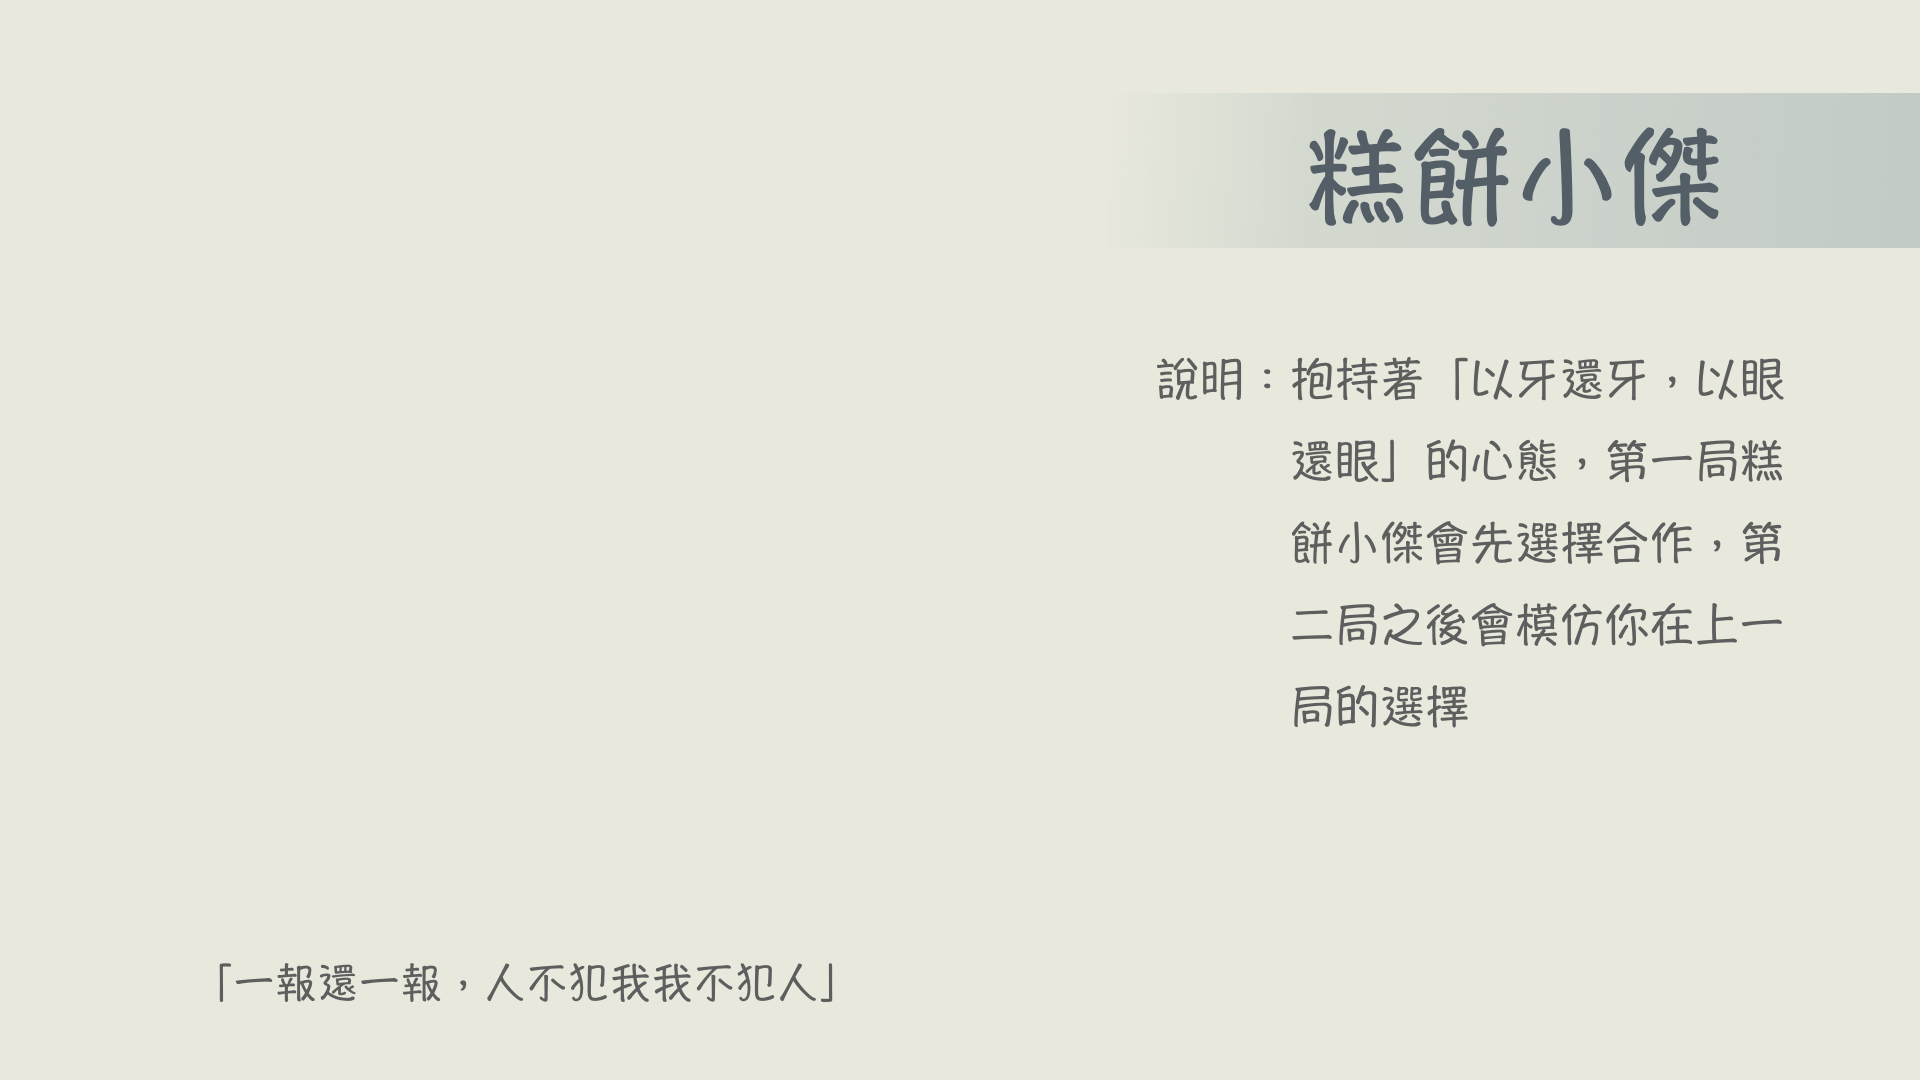 糕餅小傑
說明：抱持著「以牙還牙，以眼
還眼」的心態，第一局糕
餅小傑會先選擇合作，第
二局之後會模仿你在上一
局的選擇
「一報還一報，人不犯我我不犯人」